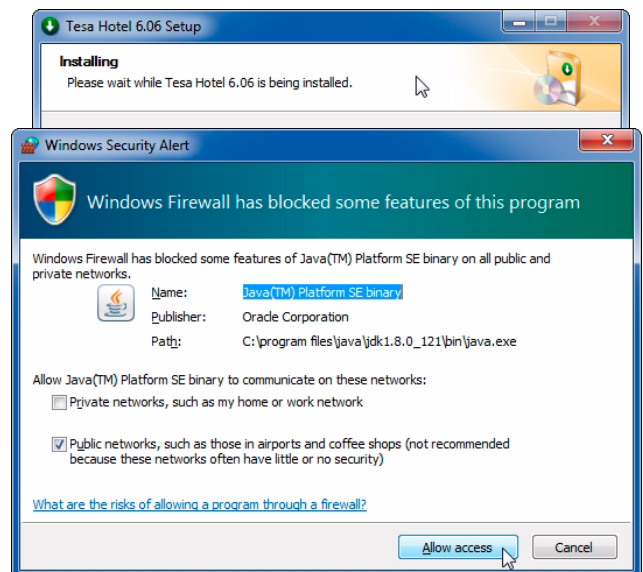 Tesa Hotel 6.06 Setup
Installing
Please wait while Tesa Hotel 6.06 is being installed.
Windows Security Alert
Windows Firewall has blocked some features of this program
Windows Firewall has blocked some features of Java(TM) Platform SE binary on all public and
private networks.
Name: Java(TM) Platform SE binary
Publisher: Oracle Corporation
Path: C:\program files\java\jdk1.8.0_121\bin\java.exe
Allow Java(TM) Platform SE binary to communicate on these networks:
Private networks, such as my home or work network
Public networks, such as those in airports and coffee shops (not recommended
because these networks often have little or no security)
What are the risks of allowing a program through a firewall?
Allow access Cancel